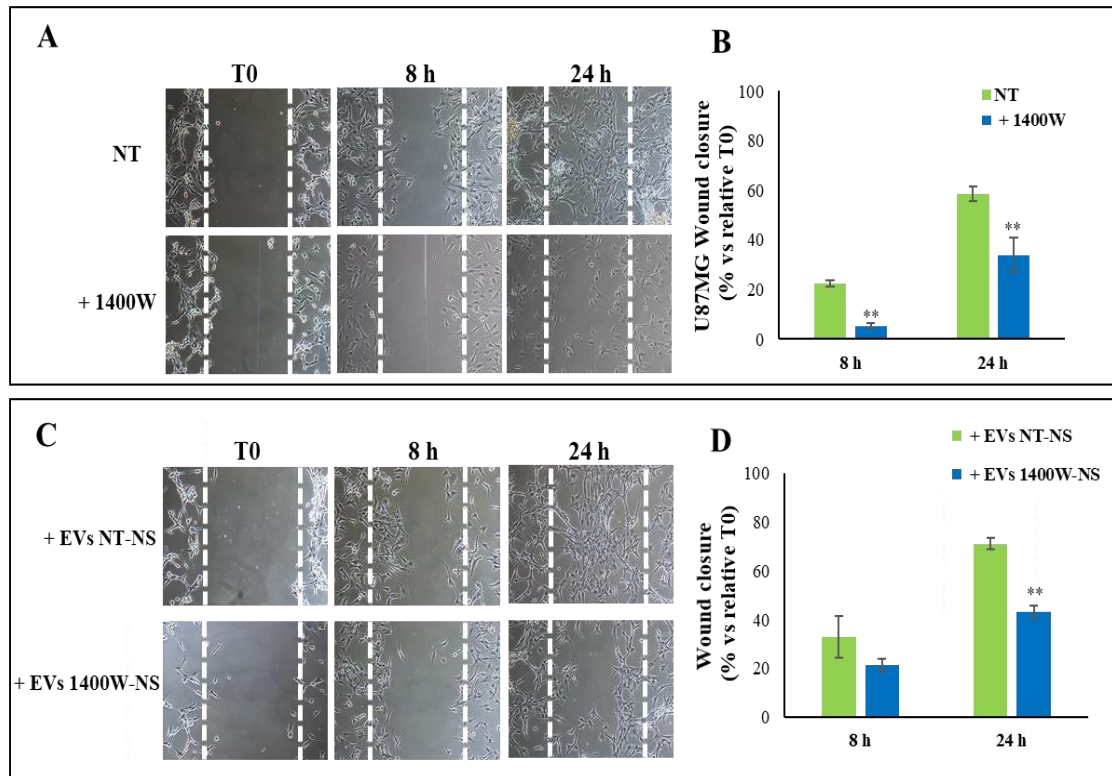 A
T0
8 h
24 h
NT
+ 1400W
B
NT
+ 1400W
U87MG Wound closure
(% vs relative T0)
100
80
60
40
20
0
**
**
8 h
24 h
C
T0
8 h
24 h
+ EVs NT-NS
+ EVs 1400W-NS
D
+ EVs NT-NS
+ EVs 1400W-NS
Wound closure
(% vs relative T0)
100
80
60
40
20
0
**
8 h
24 h